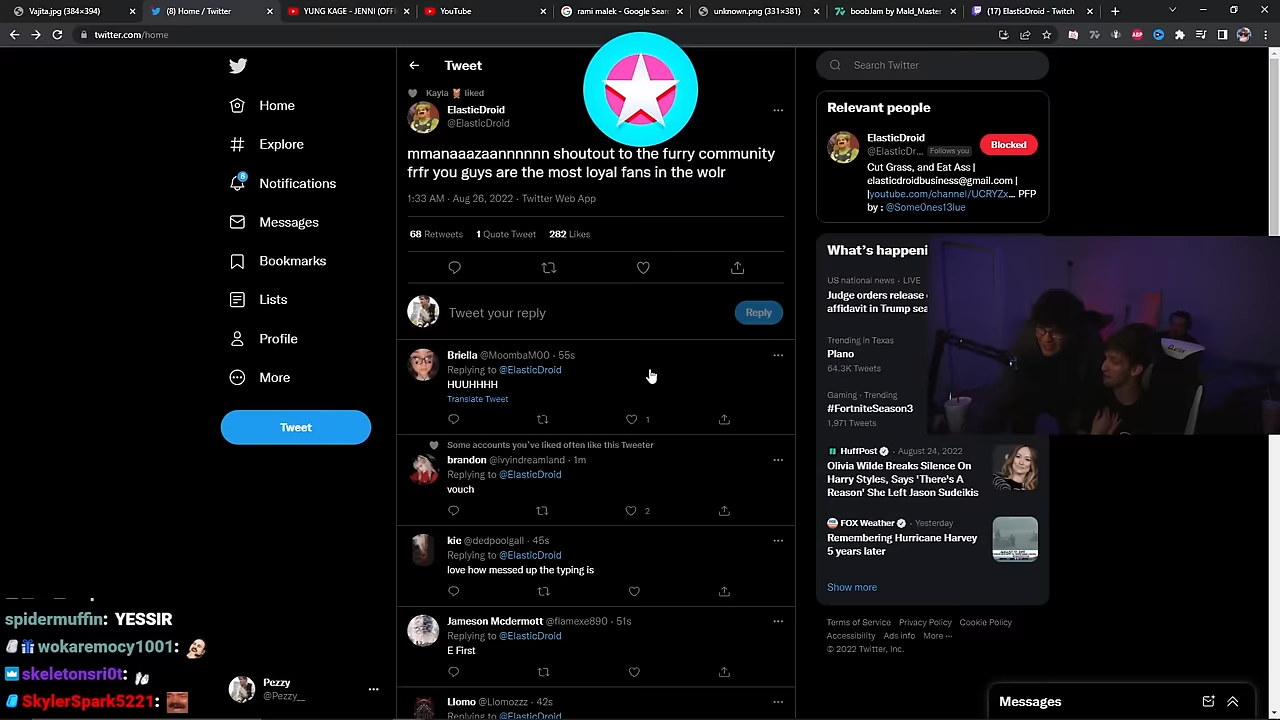 Vajita.jpg (384×394)
(8) Home / Twitter
YUNG KAGE - JENNI (OFF
YouTube
rami malek - Google Sear
unknown.png (331×381)
boobJam by Mald_Master
(17) ElasticDroid - Twitch
twitter.com/home
Home
Explore
8
Notifications
Messages
Bookmarks
Lists
Profile
More
Tweet
Pezzy
@Pezzy__
Tweet
Kayla liked
ElasticDroid
@ElasticDroid
mmanaaazaannnnnn shoutout to the furry community
frfr you guys are the most loyal fans in the wolr
1:33 AM · Aug 26, 2022 · Twitter Web App
68 Retweets 1 Quote Tweet 282 Likes
Tweet your reply
Reply
Briella @MoombaM00 · 55s
Replying to @ElasticDroid
HUUHHHH
Translate Tweet
1
Some accounts you've liked often like this Tweeter
brandon @ivyindreamland · 1m
Replying to @ElasticDroid
vouch
2
kie @dedpoolgall · 45s
Replying to @ElasticDroid
love how messed up the typing is
Jameson Mcdermott @flamexe890 · 51s
Replying to @ElasticDroid
E First
Llomo @Llomozzz · 42s
Replying to @ElasticDroid
Search Twitter
Relevant people
ElasticDroid
@ElasticDr... Follows you
Blocked
Cut Grass, and Eat Ass |
elasticdroidbusiness@gmail.com |
|youtube.com/channel/UCRYZx... PFP
by : @Some0nes13lue
What's happeni
US national news · LIVE
Judge orders release
affidavit in Trump sea
Trending in Texas
Plano
64.3K Tweets
Gaming · Trending
#FortniteSeason3
1,971 Tweets
HuffPost · August 24, 2022
Olivia Wilde Breaks Silence On
Harry Styles, Says 'There's A
Reason' She Left Jason Sudeikis
FOX Weather · Yesterday
Remembering Hurricane Harvey
5 years later
Show more
Terms of Service Privacy Policy Cookie Policy
Accessibility Ads info More ···
© 2022 Twitter, Inc.
Messages
spidermuffin: YESSIR
wokaremocy1001:
skeletonsri0t:
SkylerSpark5221: